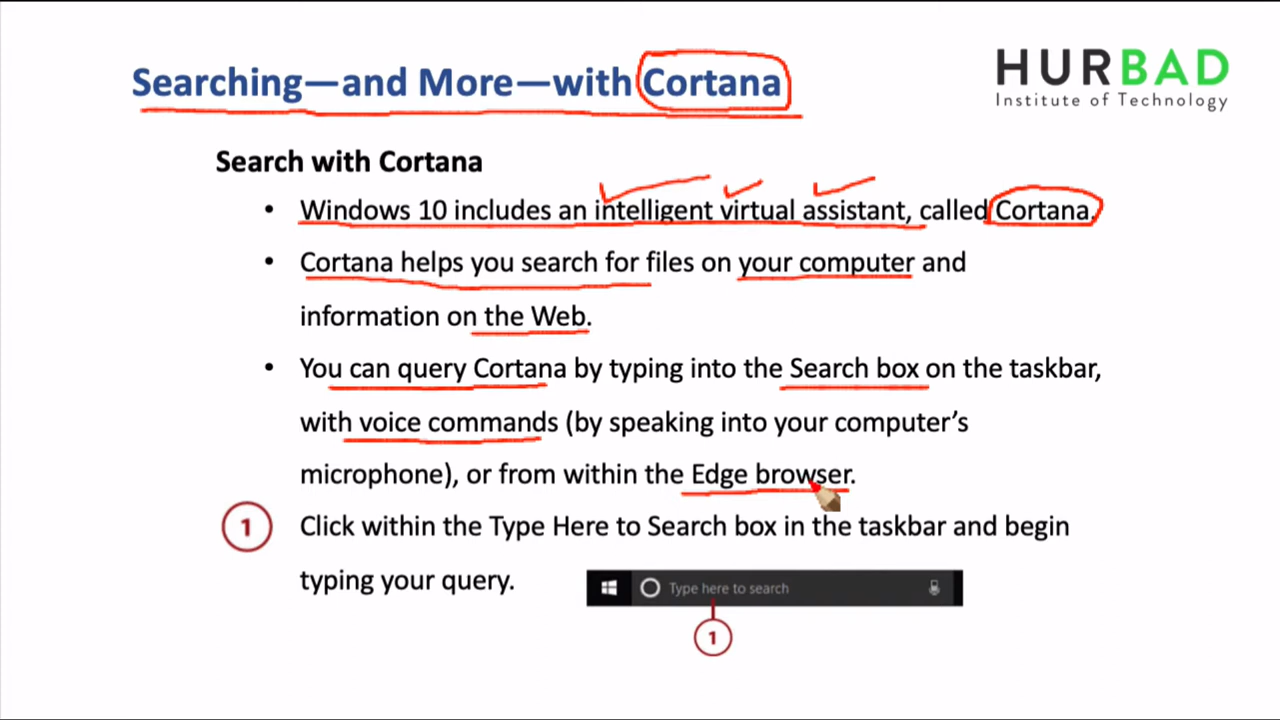 Searching—and More—with Cortana
HURBAD
Institute of Technology
Search with Cortana
• Windows 10 includes an intelligent virtual assistant, called Cortana.
• Cortana helps you search for files on your computer and
information on the Web.
• You can query Cortana by typing into the Search box on the taskbar,
with voice commands (by speaking into your computer’s
microphone), or from within the Edge browser.
1 Click within the Type Here to Search box in the taskbar and begin
typing your query.
Type here to search
1